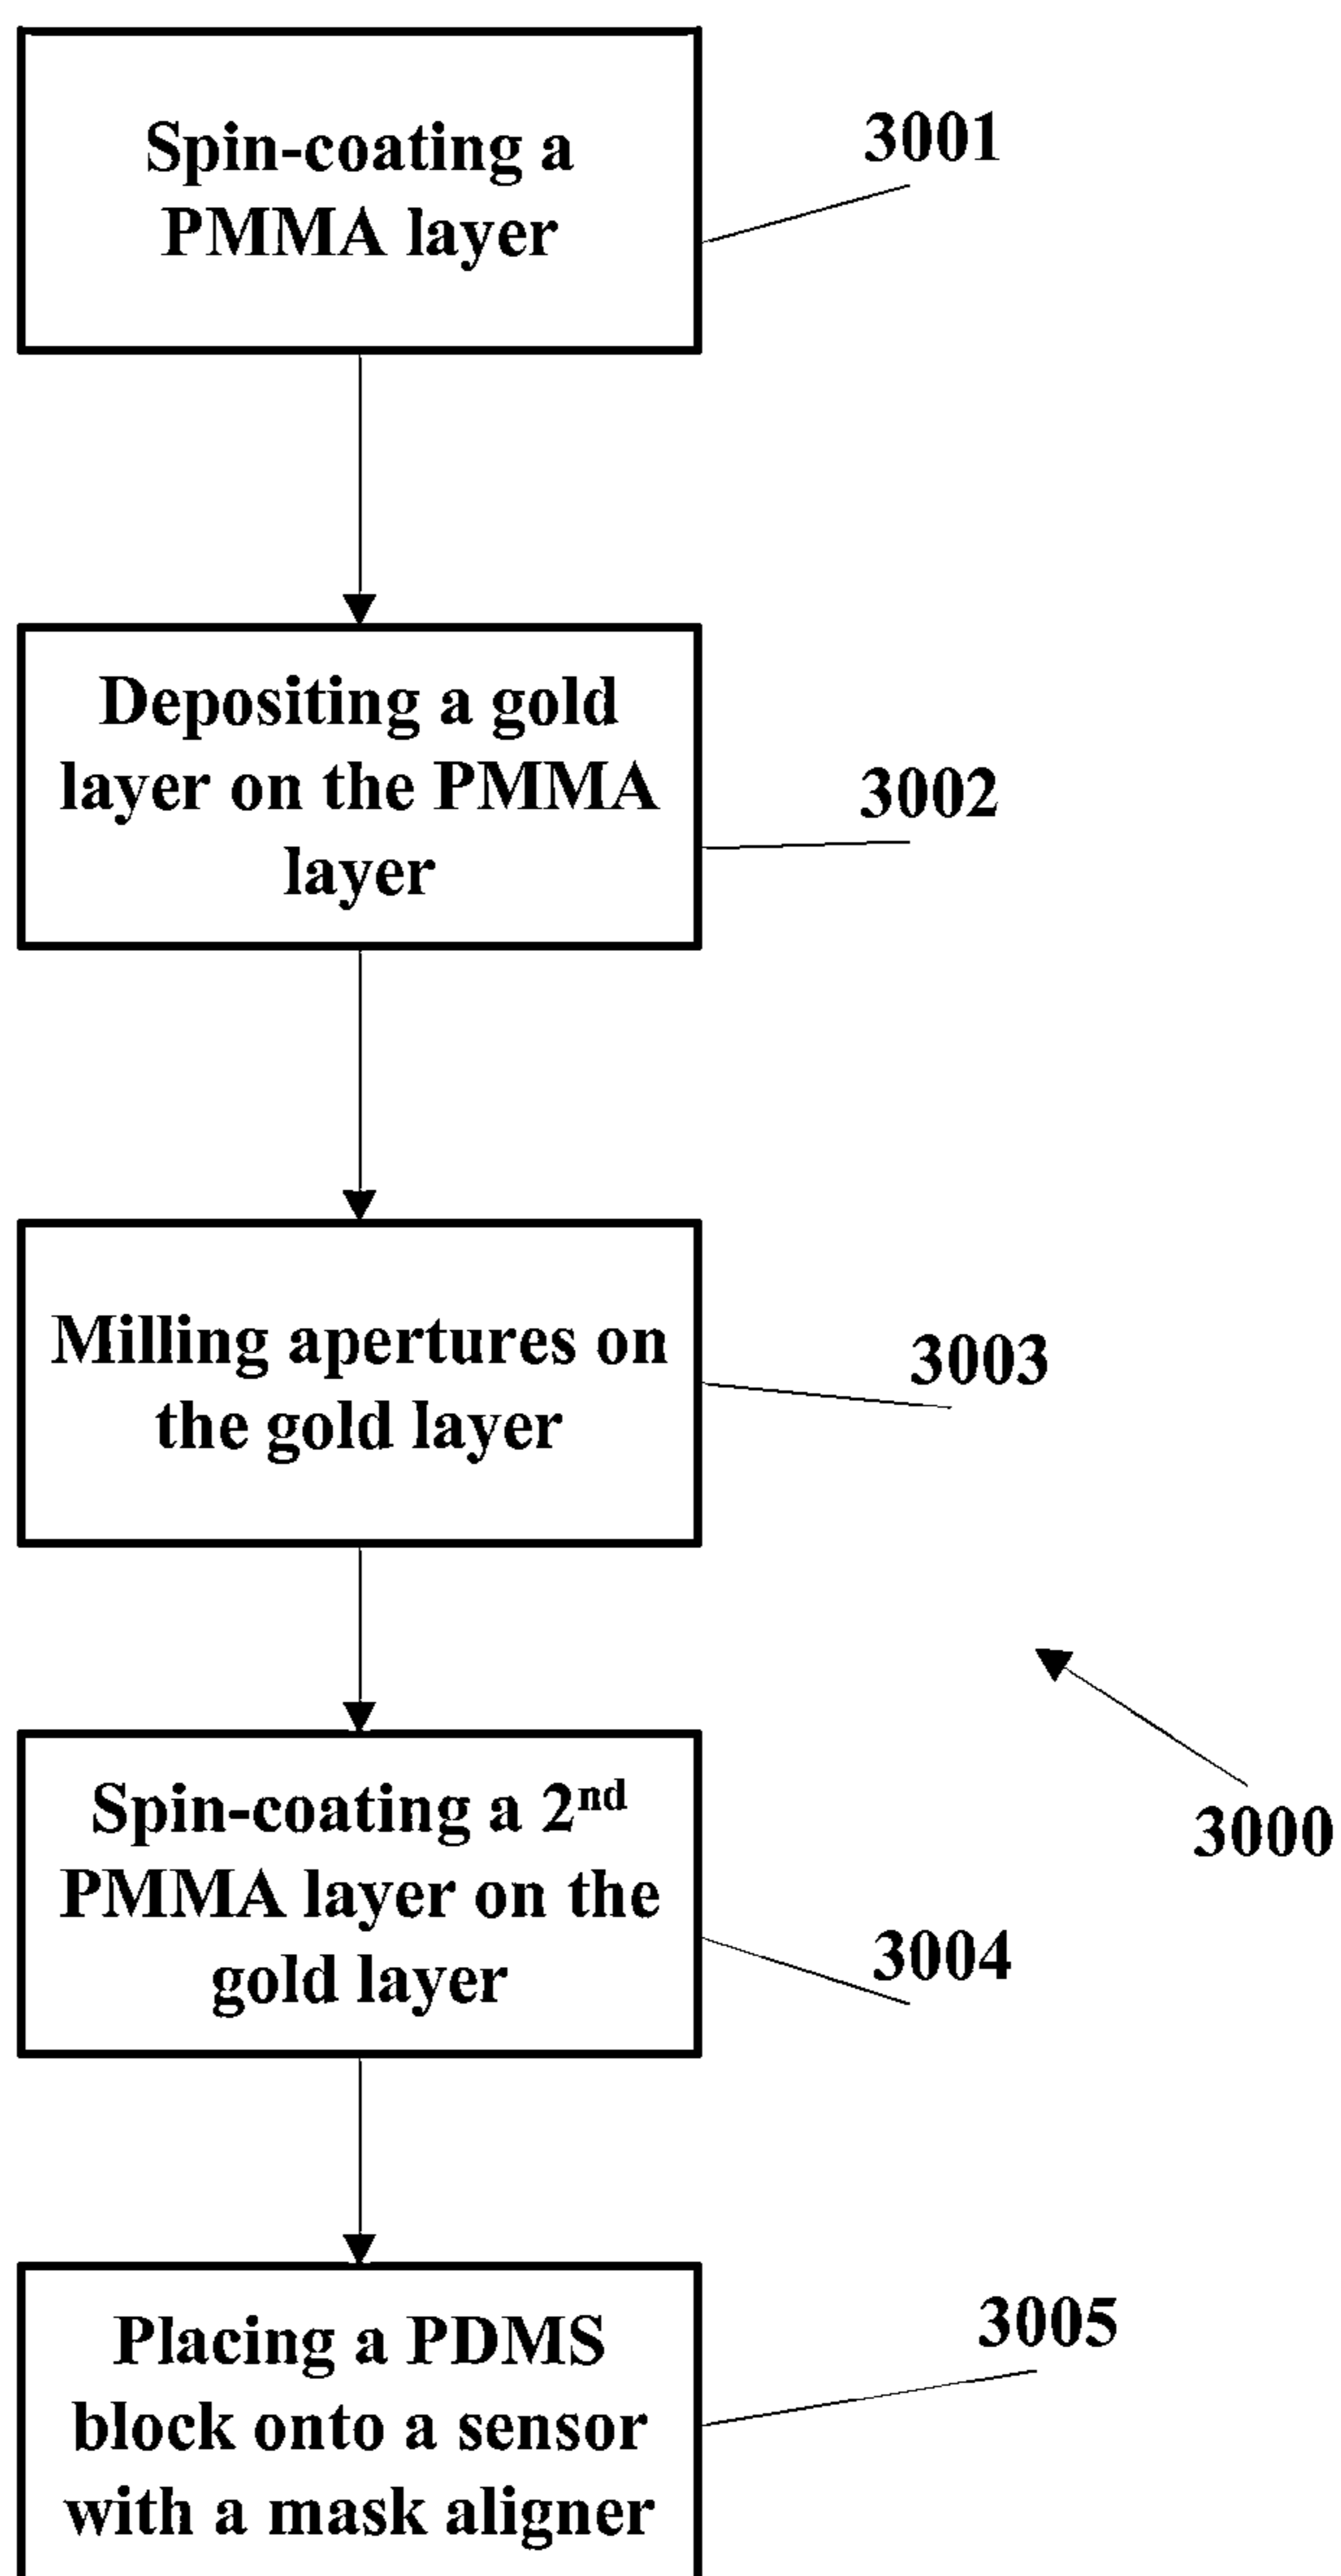 Spin-coating a
PMMA layer
3001
Depositing a gold
layer on the PMMA
layer
3002
Milling apertures on
the gold layer
3003
3000
Spin-coating a 2nd
PMMA layer on the
gold layer
3004
Placing a PDMS
block onto a sensor
with a mask aligner
3005